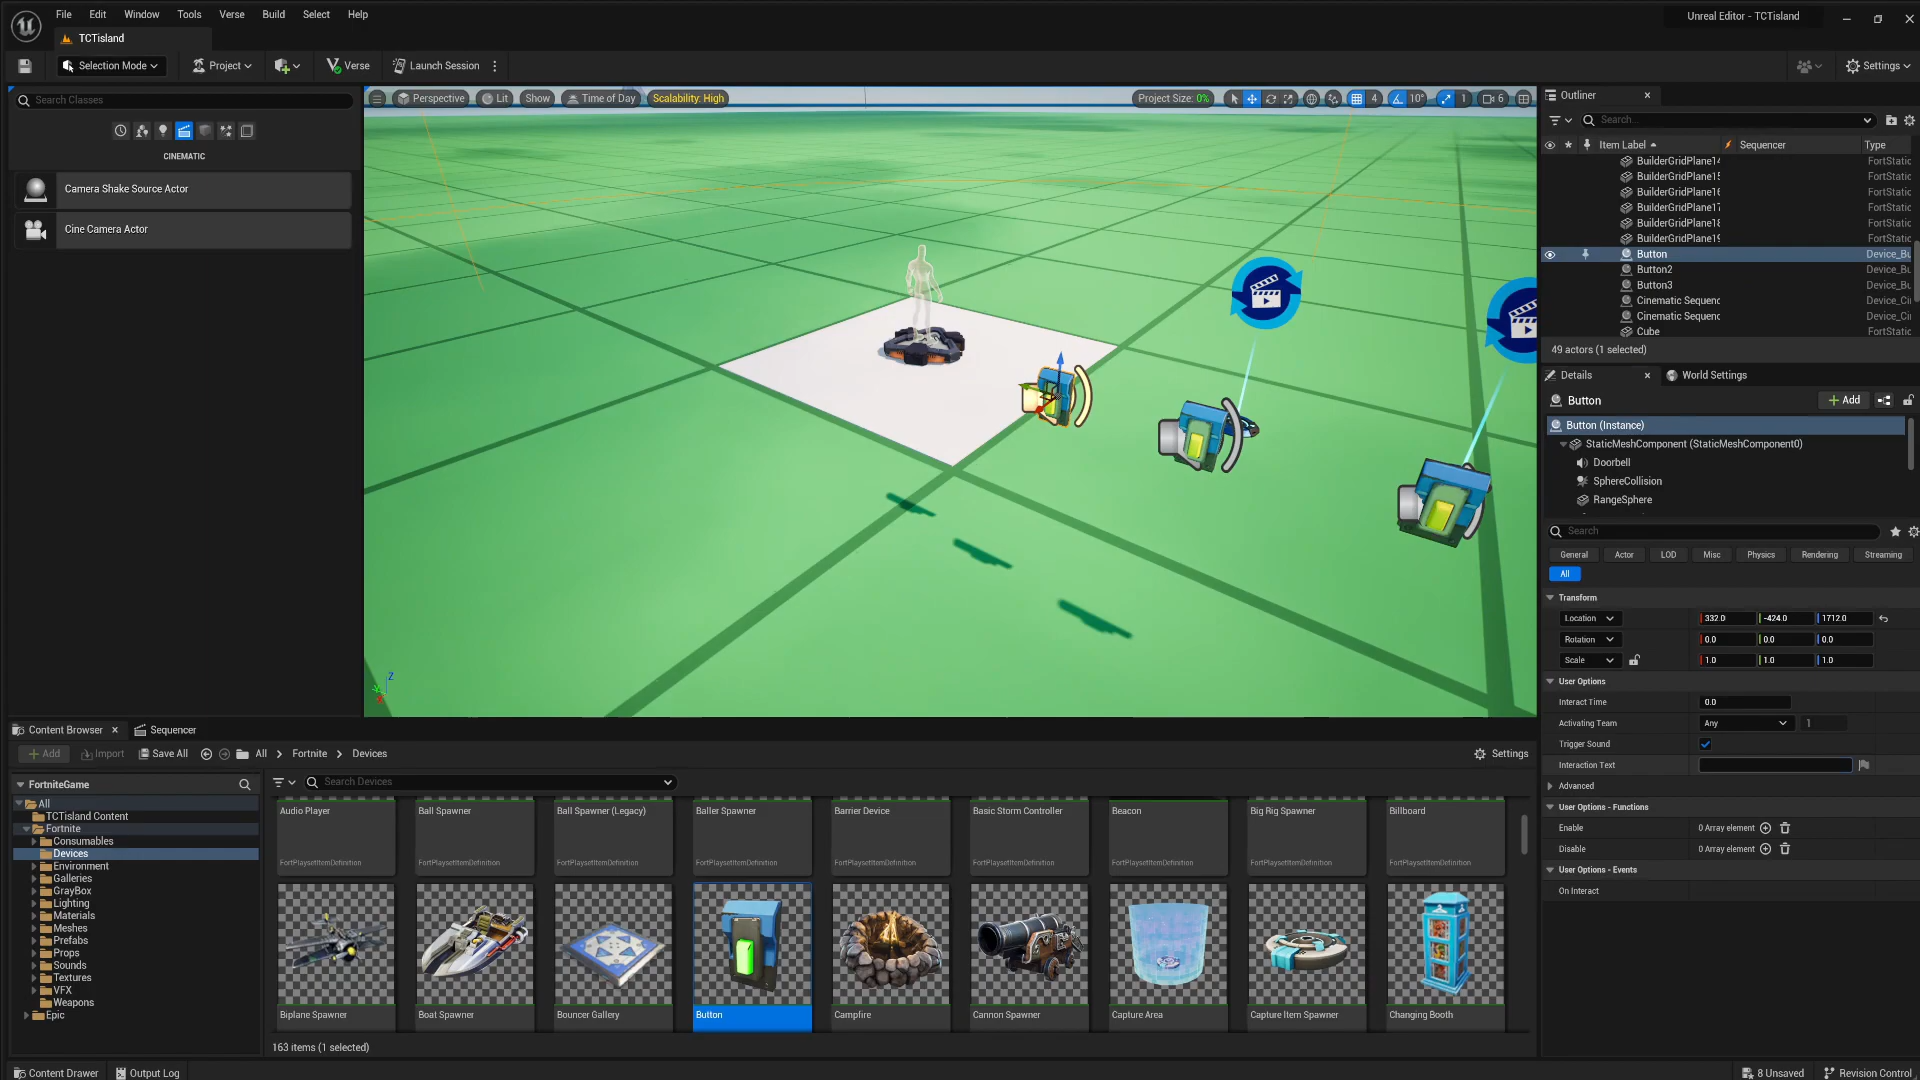 File Edit Window Tools Verse Build Select Help
Unreal Editor - TCTisland
TCTisland
Selection Mode Project Verse Launch Session
Settings
Search Classes
CINEMATIC
Camera Shake Source Actor
Cine Camera Actor
Perspective Lit Show Time of Day Scalability: High
Project Size: 0% 4 10° 1 6
Outliner
Search...
Item Label Sequencer Type
BuilderGridPlane14 FortStatic
BuilderGridPlane15 FortStatic
BuilderGridPlane16 FortStatic
BuilderGridPlane17 FortStatic
BuilderGridPlane18 FortStatic
BuilderGridPlane19 FortStatic
Button Device_Bu
Button2 Device_Bu
Button3 Device_Bu
Cinematic Sequenc Device_Ci
Cinematic Sequenc Device_Ci
Cube FortStatic
49 actors (1 selected)
Details World Settings
Button
Add
Button (Instance)
StaticMeshComponent (StaticMeshComponent0)
Doorbell
SphereCollision
RangeSphere
Search
General Actor LOD Misc Physics Rendering Streaming
All
Transform
Location 332.0 -424.0 1712.0
Rotation 0.0 0.0 0.0
Scale 1.0 1.0 1.0
User Options
Interact Time 0.0
Activating Team Any 1
Trigger Sound
Interaction Text
Advanced
User Options - Functions
Enable 0 Array element
Disable 0 Array element
User Options - Events
On Interact
Z
Content Browser Sequencer
Add Import Save All All Fortnite Devices
Settings
FortniteGame
All
TCTisland Content
Fortnite
Consumables
Devices
Environment
Galleries
GrayBox
Lighting
Materials
Meshes
Prefabs
Props
Sounds
Textures
VFX
Weapons
Epic
Search Devices
Audio Player Ball Spawner Ball Spawner (Legacy) Baller Spawner Barrier Device Basic Storm Controller Beacon Big Rig Spawner Billboard
FortPlaysetItemDefinition FortPlaysetItemDefinition FortPlaysetItemDefinition FortPlaysetItemDefinition FortPlaysetItemDefinition FortPlaysetItemDefinition FortPlaysetItemDefinition FortPlaysetItemDefinition FortPlaysetItemDefinition
Biplane Spawner Boat Spawner Bouncer Gallery Button Campfire Cannon Spawner Capture Area Capture Item Spawner Changing Booth
163 items (1 selected)
Content Drawer Output Log
8 Unsaved Revision Control